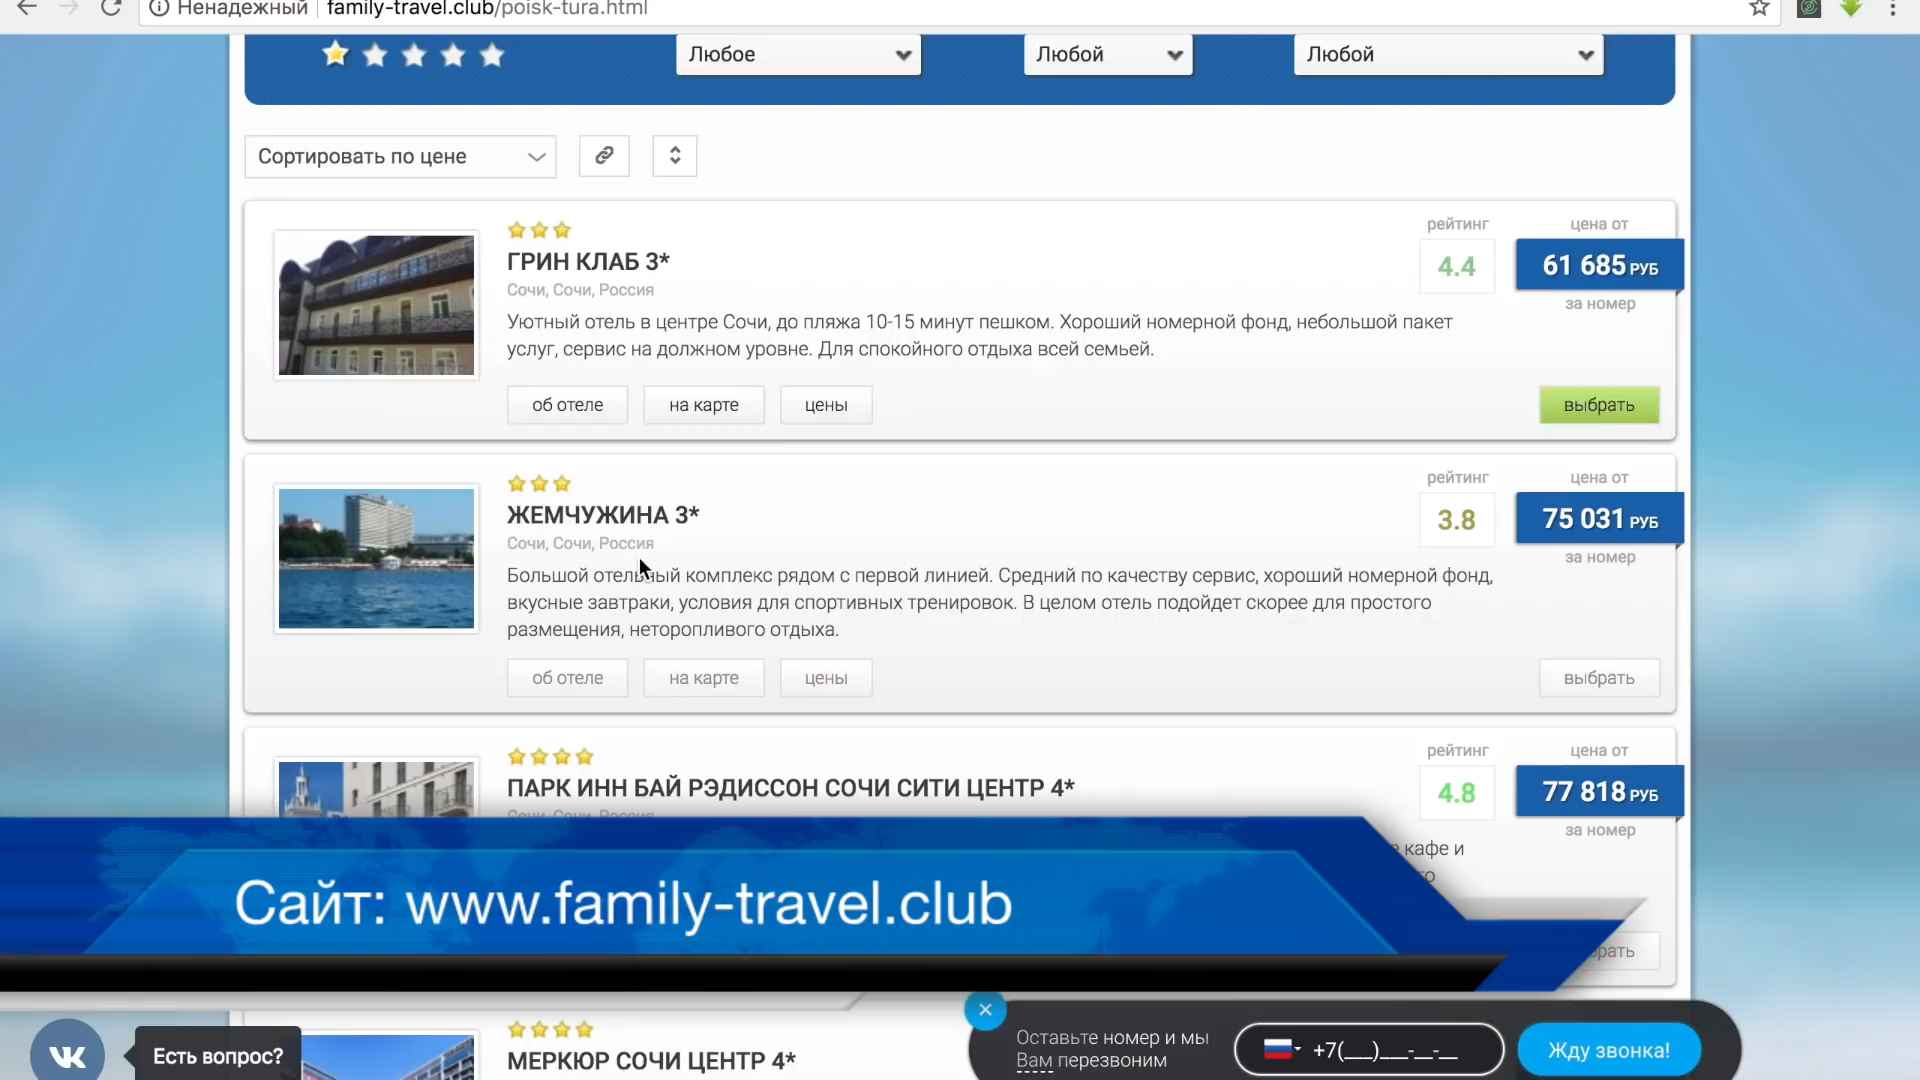 Ненадежный family-travel.club/poisk-tura.html
Любое Любой Любой
Сортировать по цене
рейтинг цена от
ГРИН КЛАБ 3* 4.4 61 685 РУБ
Сочи, Сочи, Россия за номер
Уютный отель в центре Сочи, до пляжа 10-15 минут пешком. Хороший номерной фонд, небольшой пакет
услуг, сервис на должном уровне. Для спокойного отдыха всей семьей.
об отеле на карте цены выбрать
рейтинг цена от
ЖЕМЧУЖИНА 3* 3.8 75 031 РУБ
Сочи, Сочи, Россия за номер
Большой отельный комплекс рядом с первой линией. Средний по качеству сервис, хороший номерной фонд,
вкусные завтраки, условия для спортивных тренировок. В целом отель подойдет скорее для простого
размещения, неторопливого отдыха.
об отеле на карте цены выбрать
рейтинг цена от
ПАРК ИНН БАЙ РЭДИССОН СОЧИ СИТИ ЦЕНТР 4* 4.8 77 818 РУБ
Сочи, Сочи, Россия за номер
кафе и
Сайт: www.family-travel.club
Есть вопрос?
МЕРКЮР СОЧИ ЦЕНТР 4*
Оставьте номер и мы
Вам перезвоним
+7(___)___-__-__
Жду звонка!